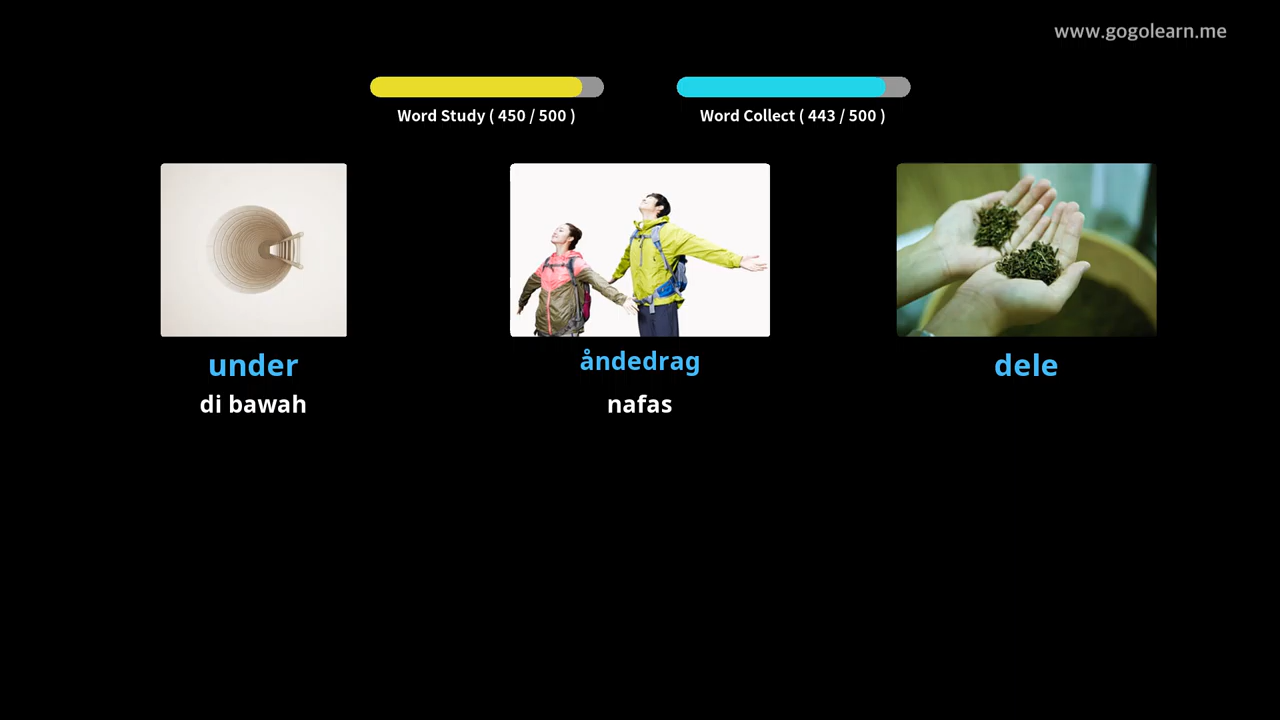 www.gogolearn.me
Word Study ( 450 / 500 )
Word Collect ( 443 / 500 )
under
åndedrag
dele
di bawah
nafas